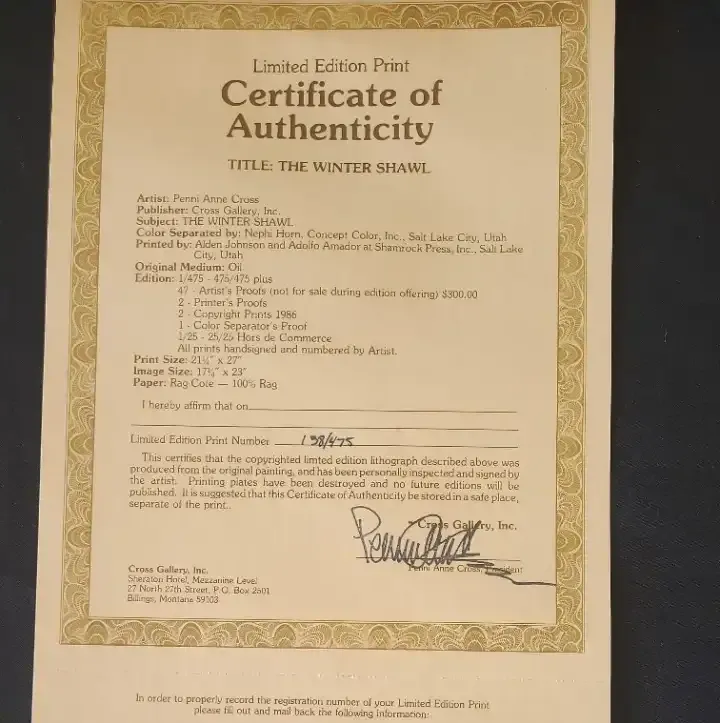 Limited Edition Print
Certificate of
Authenticity
TITLE: THE WINTER SHAWL
Artist: Penni Anne Cross
Publisher: Cross Gallery, Inc.
Subject: THE WINTER SHAWL
Color Separated by: Nephi Horn, Concept Color, Inc., Salt Lake City, Utah
Printed by: Alden Johnson and Adolfo Amador at Shamrock Press, Inc., Salt Lake
City, Utah
Original Medium: Oil
Edition: 1/475 - 475/475 plus
47 - Artist's Proofs (not for sale during edition offering) $300.00
2 - Printer's Proofs
2 - Copyright Prints 1986
1 - Color Separator's Proof
1/25 - 25/25 Hors de Commerce
All prints handsigned and numbered by Artist.
Print Size: 21¼" x 27"
Image Size: 17¾" x 23"
Paper: Rag Cote — 100% Rag
I hereby affirm that on
Limited Edition Print Number 138/475
This certifies that the copyrighted limted edition lithograph described above was
produced from the original painting, and has been personally inspected and signed by
the artist. Printing plates have been destroyed and no future editions will be
published. It is suggested that this Certificate of Authenticity be stored in a safe place,
separate of the print.
Cross Gallery, Inc.
Penni Anne Cross, President
Cross Gallery, Inc.
Sheraton Hotel, Mezzanine Level
27 North 27th Street, P.O. Box 2501
Billings, Montana 59103
In order to properly record the registration number of your Limited Edition Print
please fill out and mail back the following information: